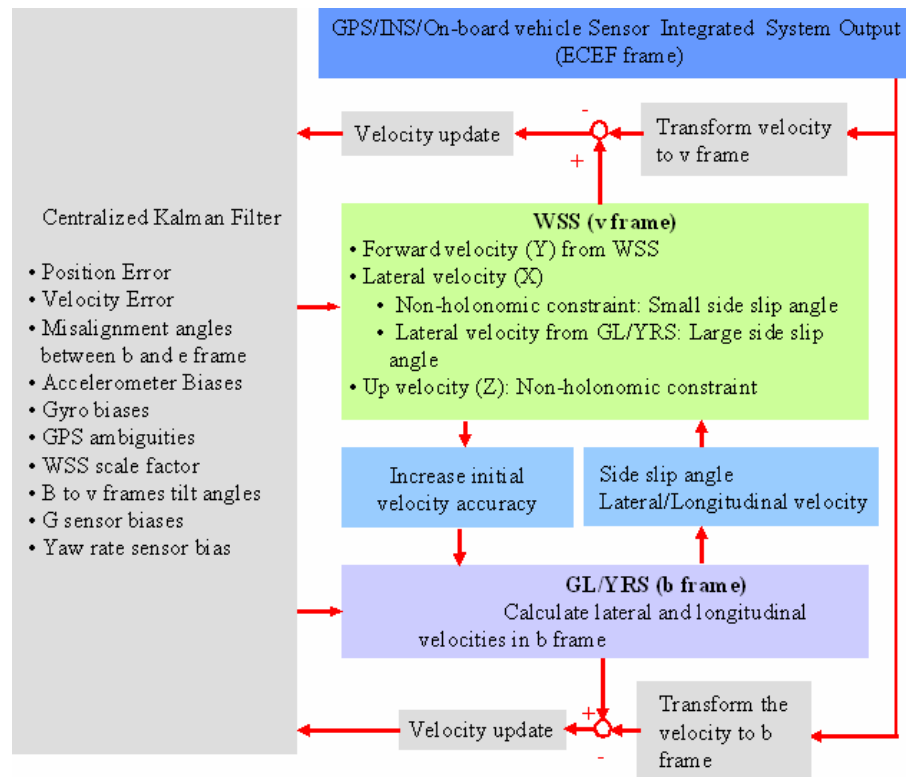 GPS/INS/On-board vehicle Sensor Integrated System Output
(ECEF frame)
-
Velocity update
+
Transform velocity
to v frame
Centralized Kalman Filter
• Position Error
• Velocity Error
• Misalignment angles
between b and e frame
• Accelerometer Biases
• Gyro biases
• GPS ambiguities
• WSS scale factor
• B to v frames tilt angles
• G sensor biases
• Yaw rate sensor bias
WSS (v frame)
• Forward velocity (Y) from WSS
• Lateral velocity (X)
• Non-holonomic constraint: Small side slip angle
• Lateral velocity from GL/YRS: Large side slip
angle
• Up velocity (Z): Non-holonomic constraint
Increase initial
velocity accuracy
Side slip angle
Lateral/Longitudinal velocity
GL/YRS (b frame)
Calculate lateral and longitudinal
velocities in b frame
Velocity update
+
-
Transform the
velocity to b
frame